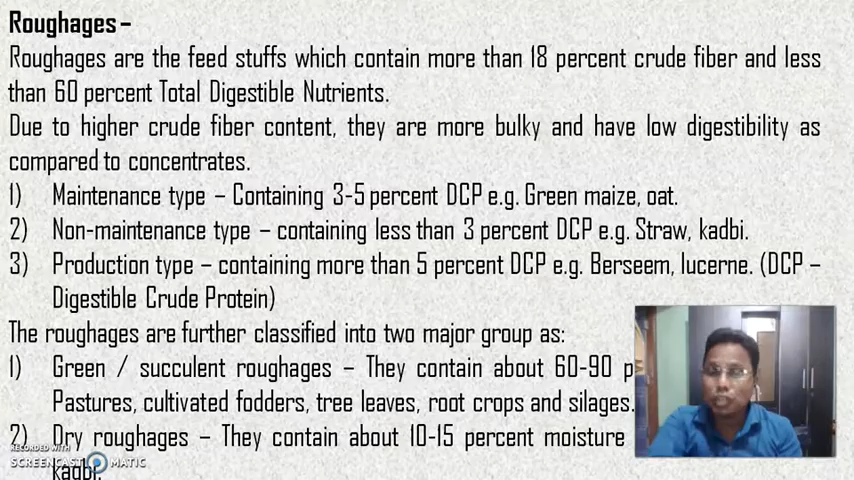 Roughages –
Roughages are the feed stuffs which contain more than 18 percent crude fiber and less
than 60 percent Total Digestible Nutrients.
Due to higher crude fiber content, they are more bulky and have low digestibility as
compared to concentrates.
1) Maintenance type – Containing 3-5 percent DCP e.g. Green maize, oat.
2) Non-maintenance type – containing less than 3 percent DCP e.g. Straw, kadbi.
3) Production type – containing more than 5 percent DCP e.g. Berseem, lucerne. (DCP –
Digestible Crude Protein)
The roughages are further classified into two major group as:
1) Green / succulent roughages – They contain about 60-90 p
Pastures, cultivated fodders, tree leaves, root crops and silages.
2) Dry roughages – They contain about 10-15 percent moisture
kadbi.
RECORDED WITH
SCREENCAST MATIC